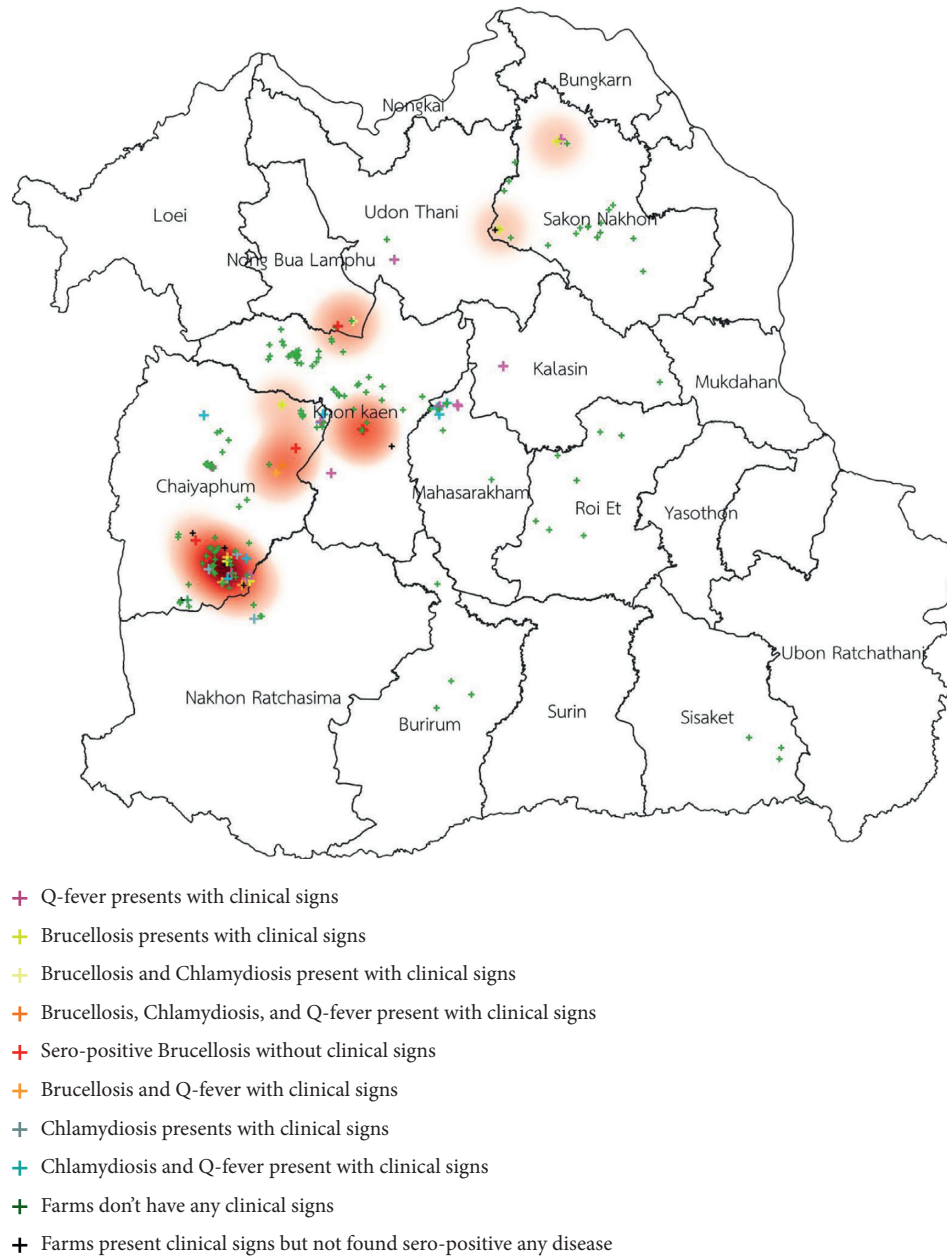 Bungkarn
Nongkai
Loei
Udon Thani
Sakon Nakhon
Nong Bua Lamphu
Kalasin
Mukdahan
Khon kaen
Chaiyaphum
Mahasarakham
Roi Et
Yasothon
Ubon Ratchathani
Nakhon Ratchasima
Burirum
Surin
Sisaket
Q-fever presents with clinical signs
Brucellosis presents with clinical signs
Brucellosis and Chlamydiosis present with clinical signs
Brucellosis, Chlamydiosis, and Q-fever present with clinical signs
Sero-positive Brucellosis without clinical signs
Brucellosis and Q-fever with clinical signs
Chlamydiosis presents with clinical signs
Chlamydiosis and Q-fever present with clinical signs
Farms don't have any clinical signs
Farms present clinical signs but not found sero-positive any disease